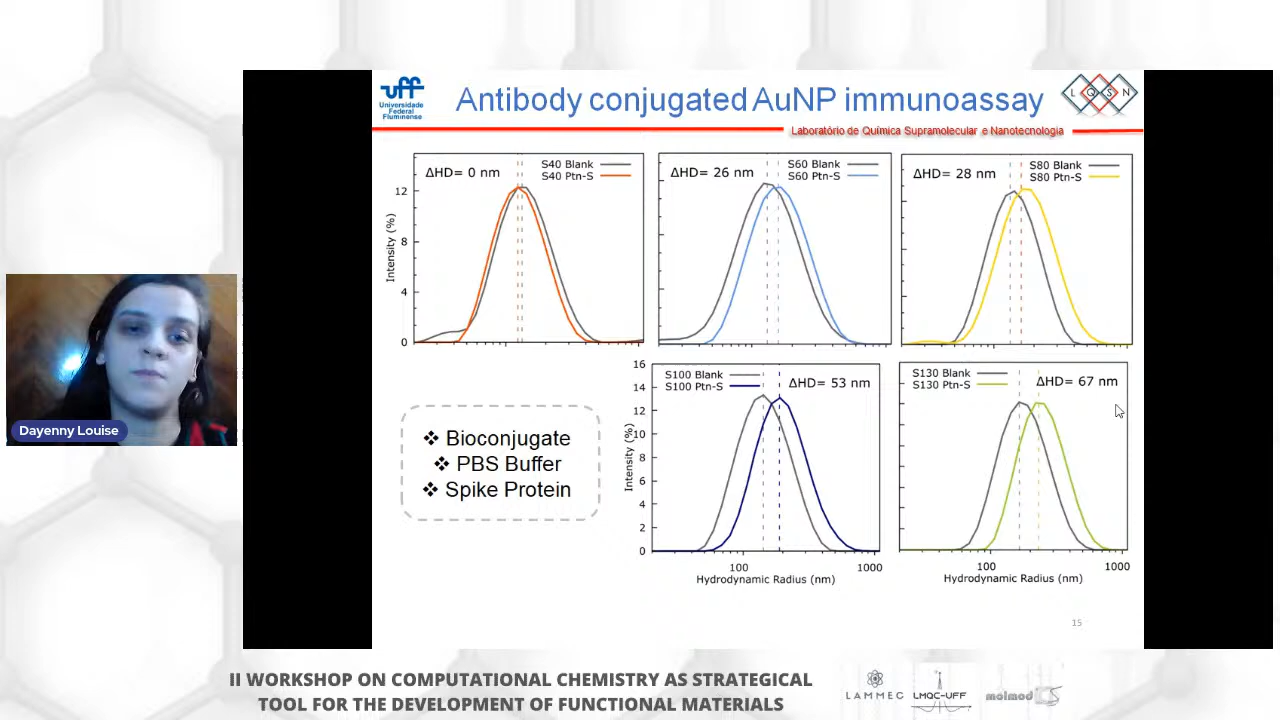 uff
Universidade
Federal
Fluminense
Antibody conjugated AuNP immunoassay
L Q S N
Laboratório de Química Supramolecular e Nanotecnologia
ΔHD= 0 nm
S40 Blank
S40 Ptn-S
12
8
4
0
Intensity (%)
ΔHD= 26 nm
S60 Blank
S60 Ptn-S
ΔHD= 28 nm
S80 Blank
S80 Ptn-S
Dayenny Louise
❖ Bioconjugate
❖ PBS Buffer
❖ Spike Protein
S100 Blank
S100 Ptn-S
ΔHD= 53 nm
16
14
12
10
8
6
4
2
0
Intensity (%)
100
1000
Hydrodynamic Radius (nm)
S130 Blank
S130 Ptn-S
ΔHD= 67 nm
100
1000
Hydrodynamic Radius (nm)
15
II WORKSHOP ON COMPUTATIONAL CHEMISTRY AS STRATEGICAL
TOOL FOR THE DEVELOPMENT OF FUNCTIONAL MATERIALS
LAMMEC
LMQC-UFF
molmodCS